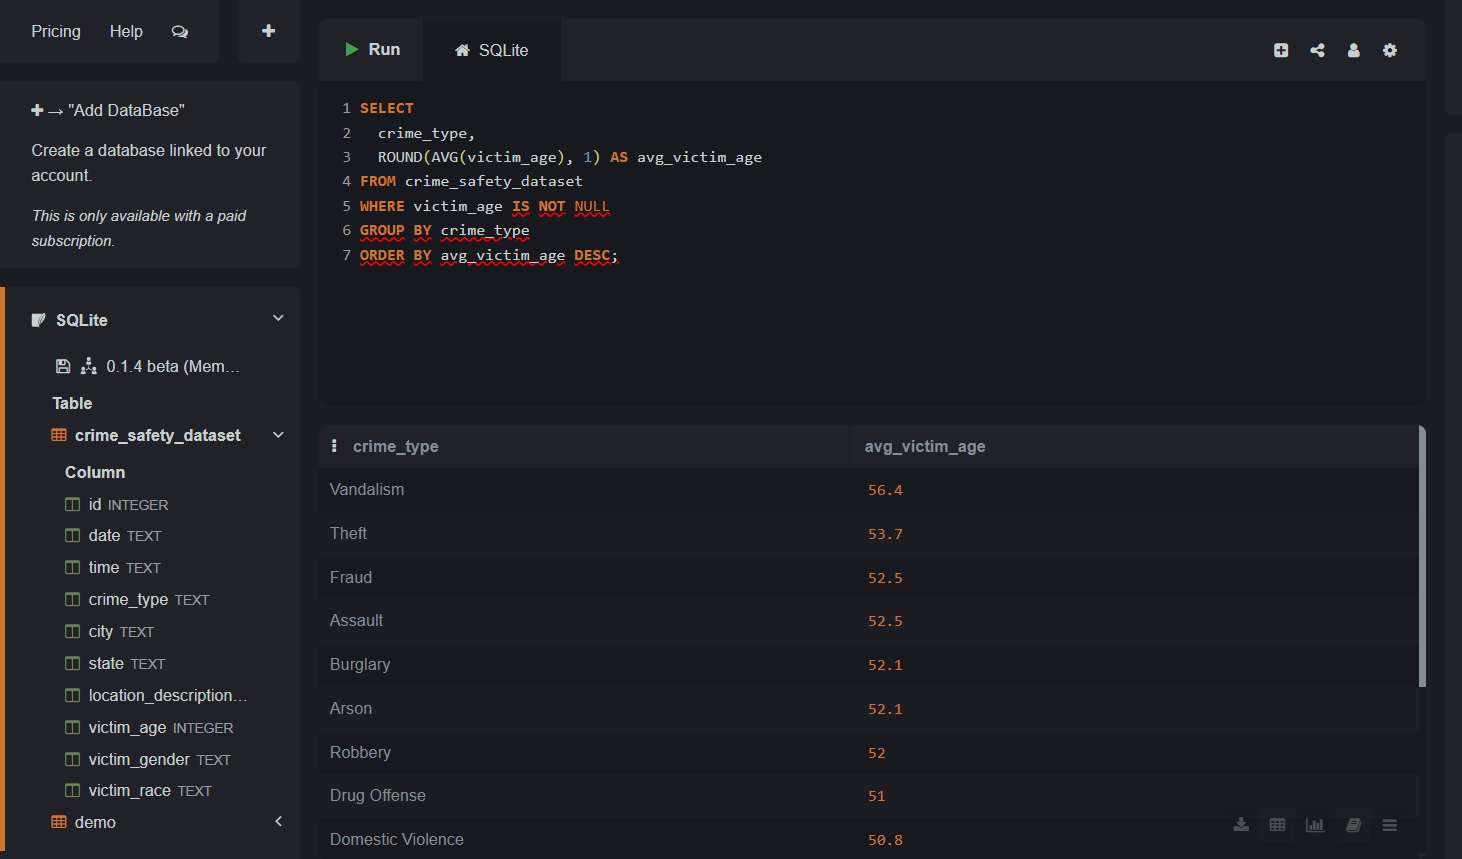 Pricing Help
→ "Add DataBase"
Create a database linked to your
account.
This is only available with a paid
subscription.
SQLite
0.1.4 beta (Mem...
Table
crime_safety_dataset
Column
id INTEGER
date TEXT
time TEXT
crime_type TEXT
city TEXT
state TEXT
location_description...
victim_age INTEGER
victim_gender TEXT
victim_race TEXT
demo
Run SQLite
1 SELECT
2 crime_type,
3 ROUND(AVG(victim_age), 1) AS avg_victim_age
4 FROM crime_safety_dataset
5 WHERE victim_age IS NOT NULL
6 GROUP BY crime_type
7 ORDER BY avg_victim_age DESC;
crime_type avg_victim_age
Vandalism 56.4
Theft 53.7
Fraud 52.5
Assault 52.5
Burglary 52.1
Arson 52.1
Robbery 52
Drug Offense 51
Domestic Violence 50.8